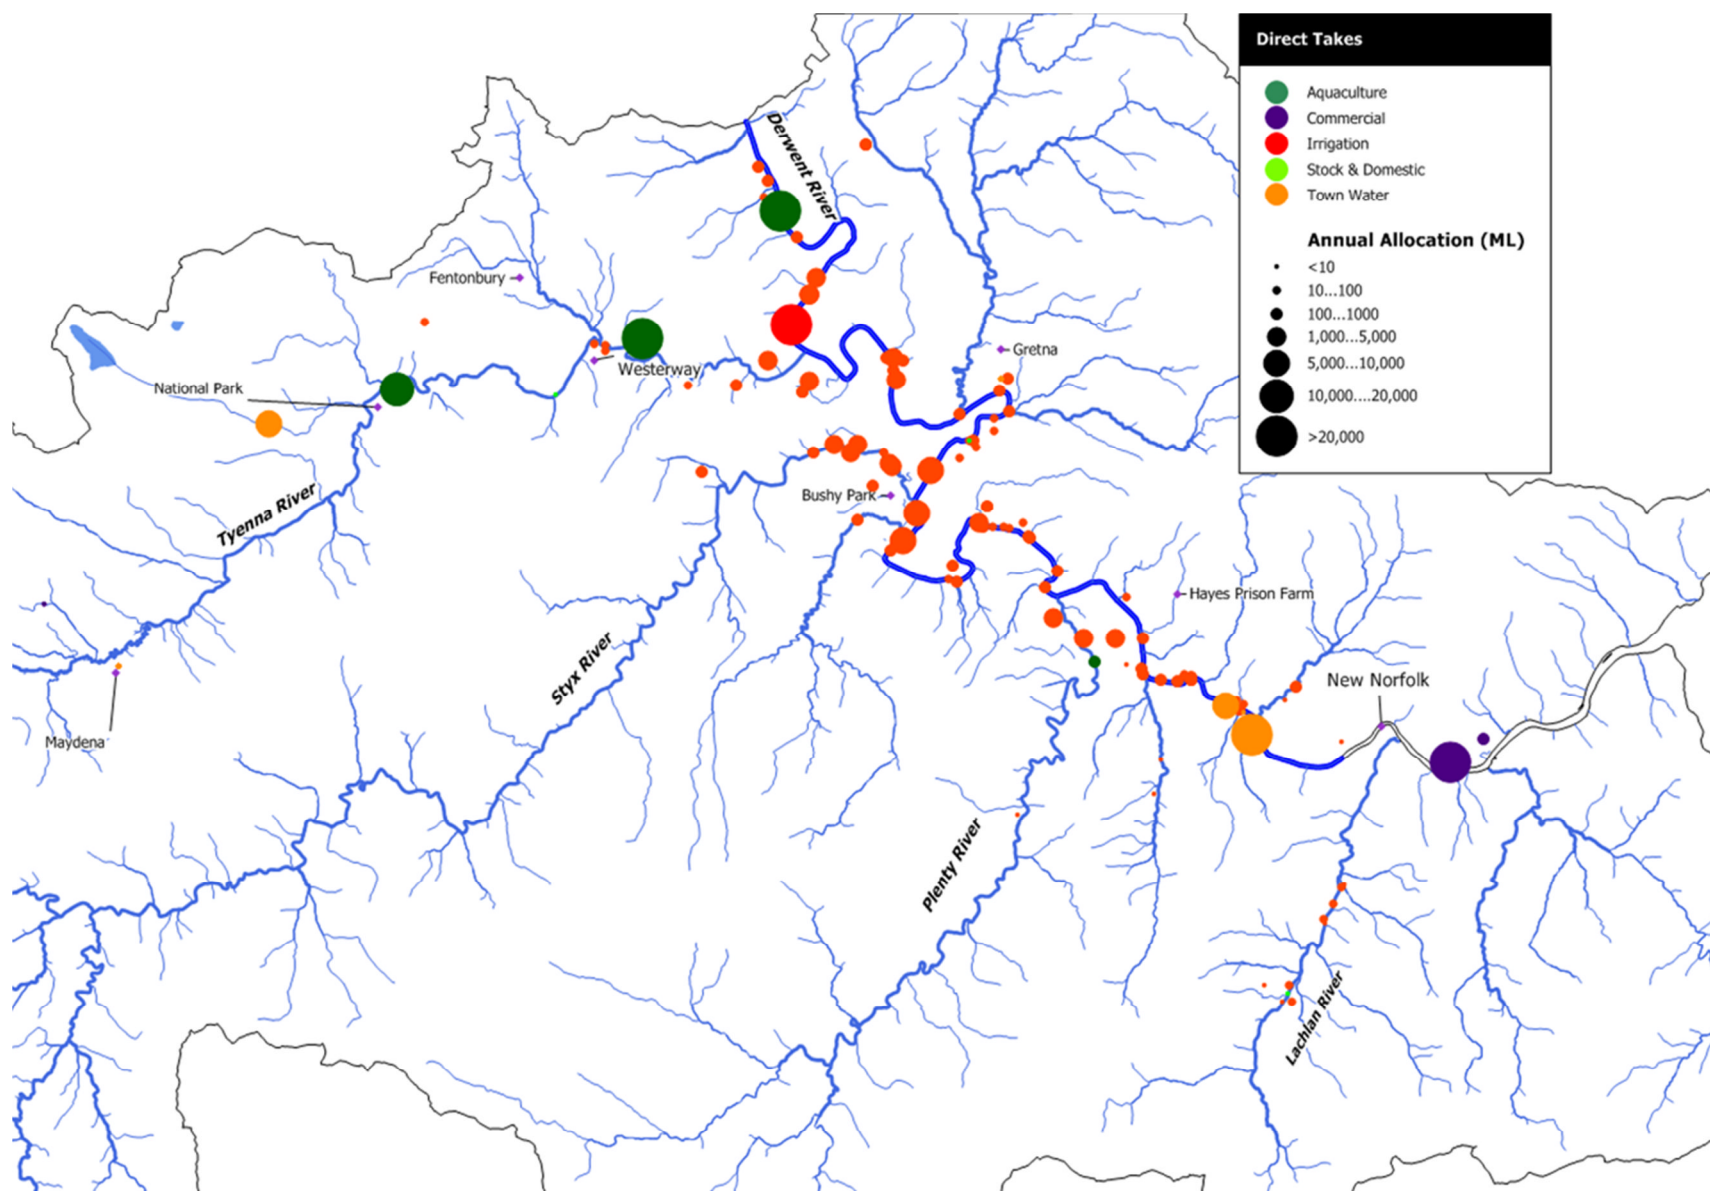 Direct Takes
Aquaculture
Commercial
Irrigation
Stock & Domestic
Town Water
Annual Allocation (ML)
<10
10...100
100...1000
1,000...5,000
5,000...10,000
10,000....20,000
>20,000
Derwent River
Fentonbury
Gretna
Westerway
National Park
Bushy Park
Tyenna River
Hayes Prison Farm
Styx River
New Norfolk
Maydena
Plenty River
Lachlan River